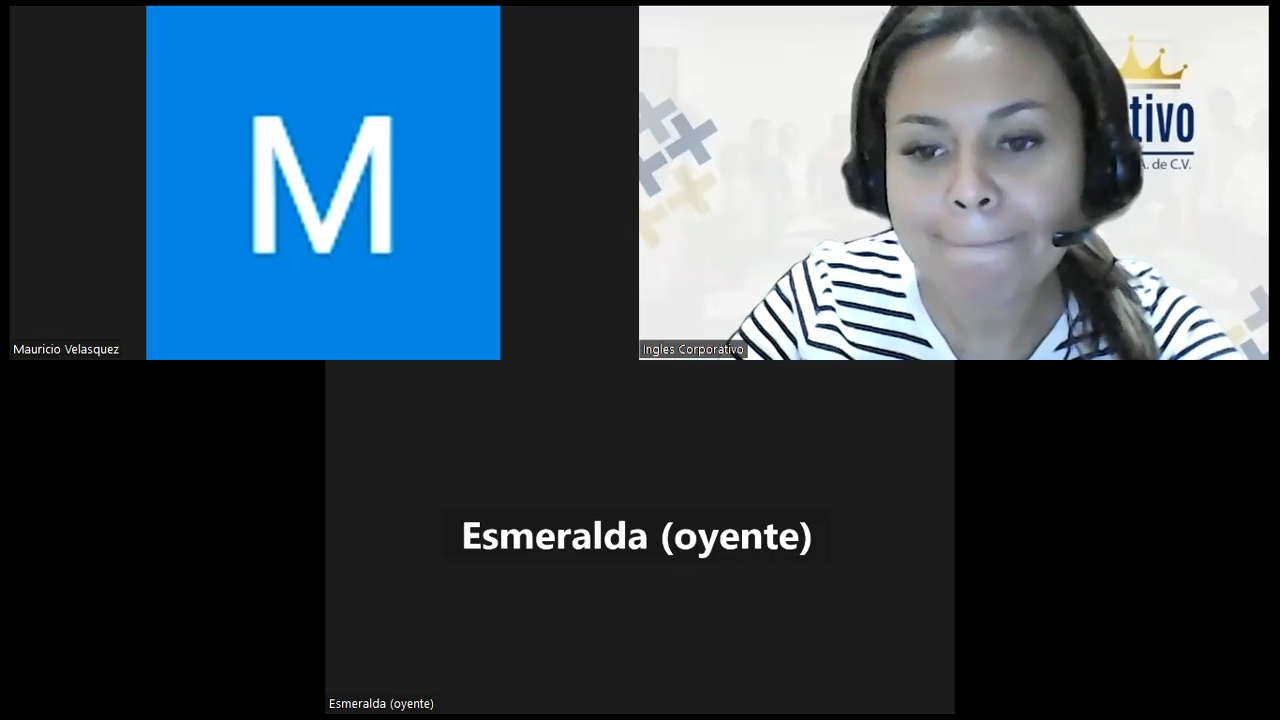 M
Mauricio Velasquez
tivo
A. de C.V.
Ingles Corporativo
Esmeralda (oyente)
Esmeralda (oyente)